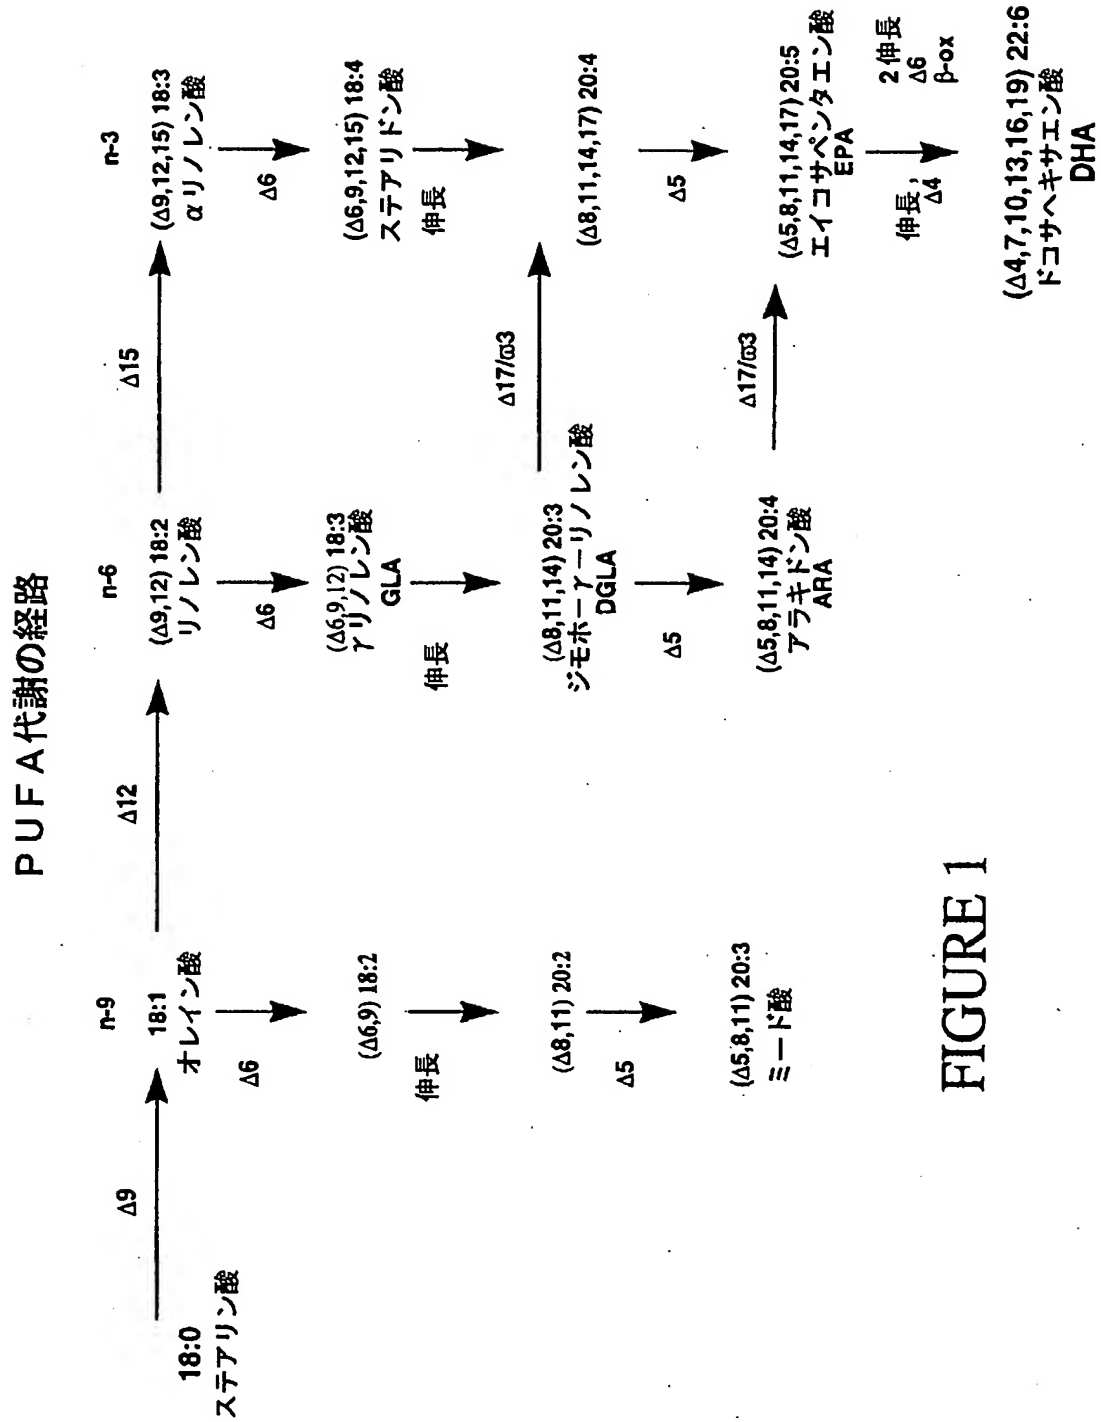 PUFA代謝の経路
n-9
n-6
n-3
18:0
ステアリン酸
Δ9
18:1
オレイン酸
Δ12
(Δ9,12) 18:2
リノレン酸
Δ15
(Δ9,12,15) 18:3
αリノレン酸
Δ6
Δ6
Δ6
(Δ6,9) 18:2
(Δ6,9,12) 18:3
γリノレン酸
GLA
(Δ6,9,12,15) 18:4
ステアリドン酸
伸長
伸長
伸長
(Δ8,11) 20:2
(Δ8,11,14) 20:3
ジモホーγーリノレン酸
DGLA
Δ17/ϖ3
(Δ8,11,14,17) 20:4
Δ5
Δ5
Δ5
(Δ5,8,11) 20:3
ミード酸
(Δ5,8,11,14) 20:4
アラキドン酸
ARA
Δ17/ϖ3
(Δ5,8,11,14,17) 20:5
エイコサペンタエン酸
EPA
伸長,
Δ4
2伸長
Δ6
β-ox
(Δ4,7,10,13,16,19) 22:6
ドコサヘキサエン酸
DHA
FIGURE 1